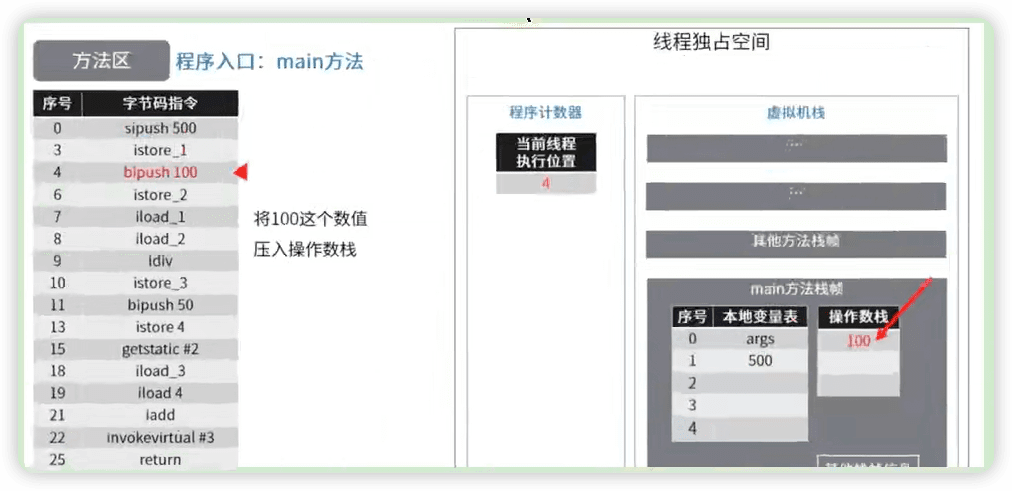 方法区 程序入口：main方法
序号 字节码指令
0 sipush 500
3 istore_1
4 bipush 100
6 istore_2
7 iload_1
8 iload_2
9 idiv
10 istore_3
11 bipush 50
13 istore 4
15 getstatic #2
18 iload_3
19 iload 4
21 iadd
22 invokevirtual #3
25 return
将100这个数值
压入操作数栈
线程独占空间
程序计数器
当前线程
执行位置
4
虚拟机栈
...
...
其他方法栈帧
main方法栈帧
序号 本地变量表
0 args
1 500
2
3
4
操作数栈
100
其他栈帧信息